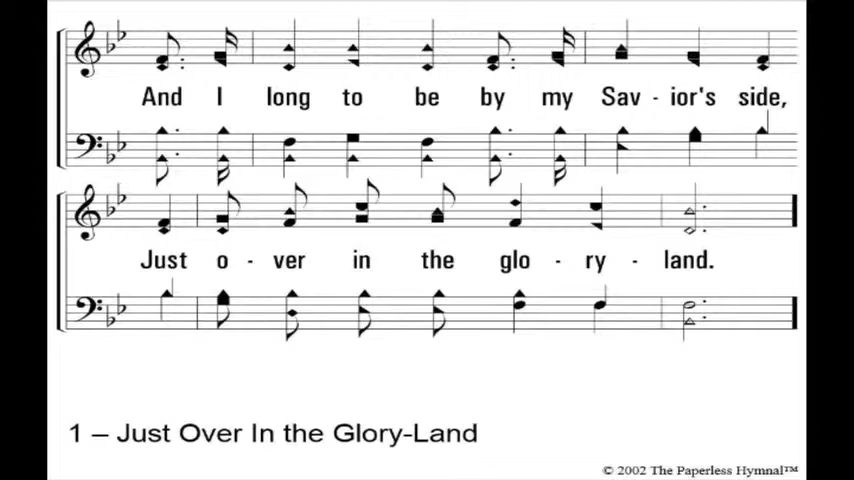 And I long to be by my Sav - ior's side,
Just o - ver in the glo - ry - land.
1 – Just Over In the Glory-Land
© 2002 The Paperless Hymnal™